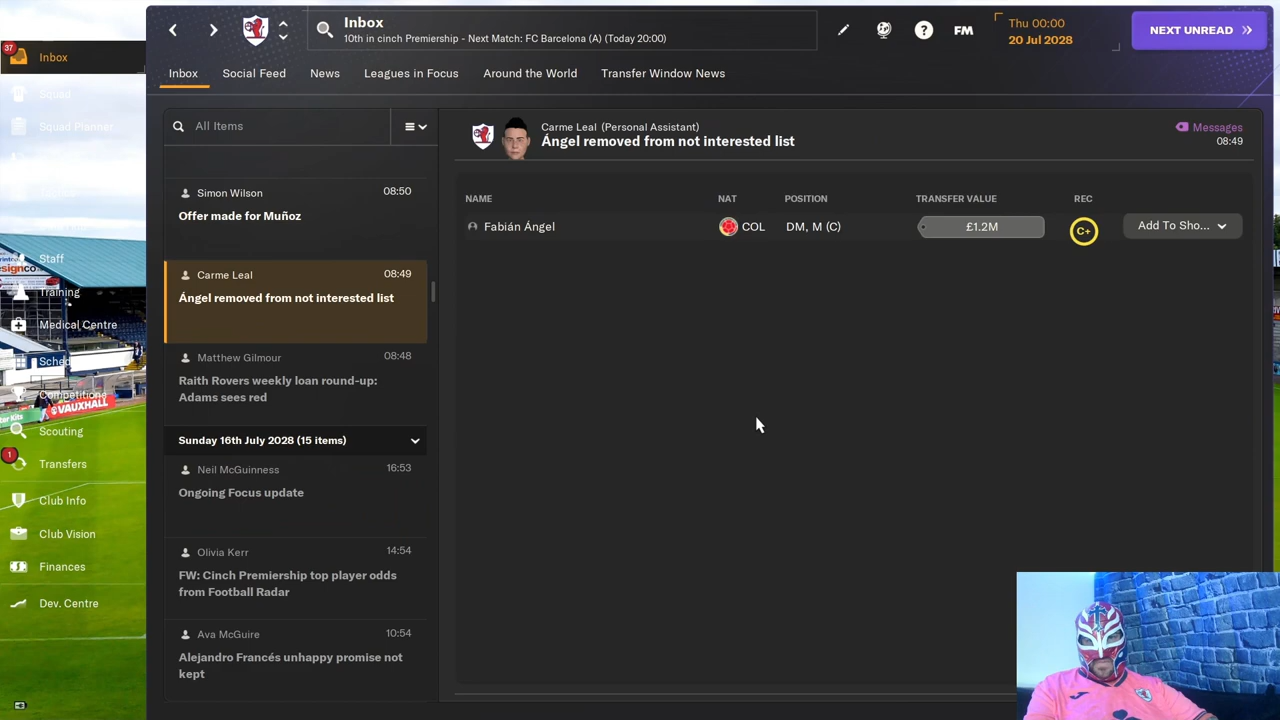 Inbox
10th in cinch Premiership - Next Match: FC Barcelona (A) (Today 20:00)
FM
Thu 00:00
20 Jul 2028
NEXT UNREAD
37
Inbox
Squad
Squad Planner
Staff
Training
Medical Centre
Sched
Competitions
Scouting
1
Transfers
Club Info
Club Vision
Finances
Dev. Centre
Inbox
Social Feed
News
Leagues in Focus
Around the World
Transfer Window News
All Items
Simon Wilson
08:50
Offer made for Muñoz
Carme Leal
08:49
Ángel removed from not interested list
Matthew Gilmour
08:48
Raith Rovers weekly loan round-up:
Adams sees red
Sunday 16th July 2028 (15 items)
Neil McGuinness
16:53
Ongoing Focus update
Olivia Kerr
14:54
FW: Cinch Premiership top player odds
from Football Radar
Ava McGuire
10:54
Alejandro Francés unhappy promise not
kept
Carme Leal (Personal Assistant)
Ángel removed from not interested list
Messages
08:49
NAME
NAT
POSITION
TRANSFER VALUE
REC
Fabián Ángel
COL
DM, M (C)
£1.2M
C+
Add To Sho...
VAUXHALL